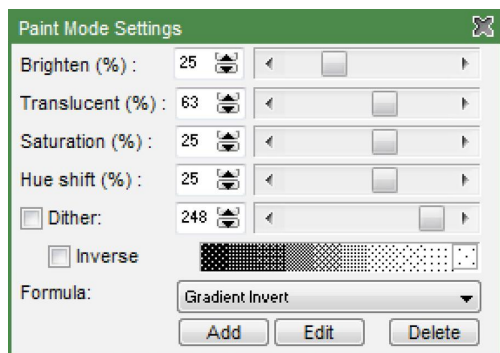 Paint Mode Settings
Brighten (%) : 25
Translucent (%) : 63
Saturation (%) : 25
Hue shift (%) : 25
Dither: 248
Inverse
Formula: Gradient Invert
Add Edit Delete